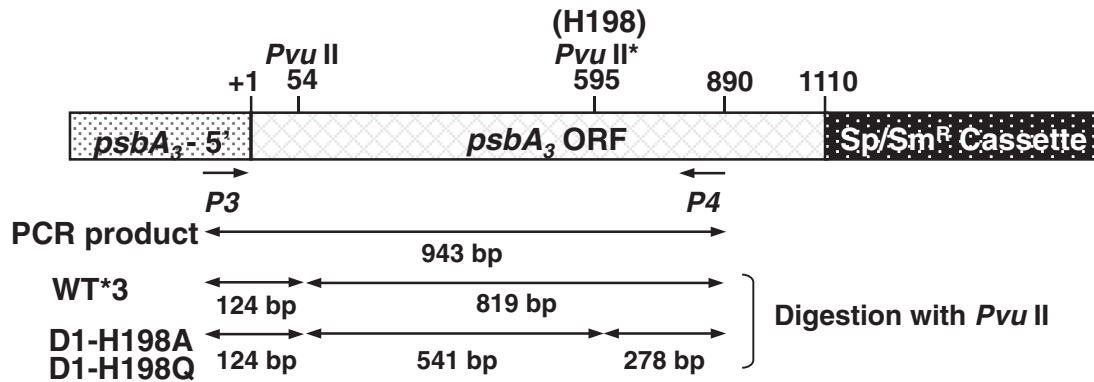 (H198)
Pvu II Pvu II*
+1 54 595 890 1110
psbA3 - 5' psbA3 ORF Sp/SmR Cassette
P3 P4
PCR product
943 bp
WT*3
124 bp 819 bp
Digestion with Pvu II
D1-H198A
D1-H198Q
124 bp 541 bp 278 bp